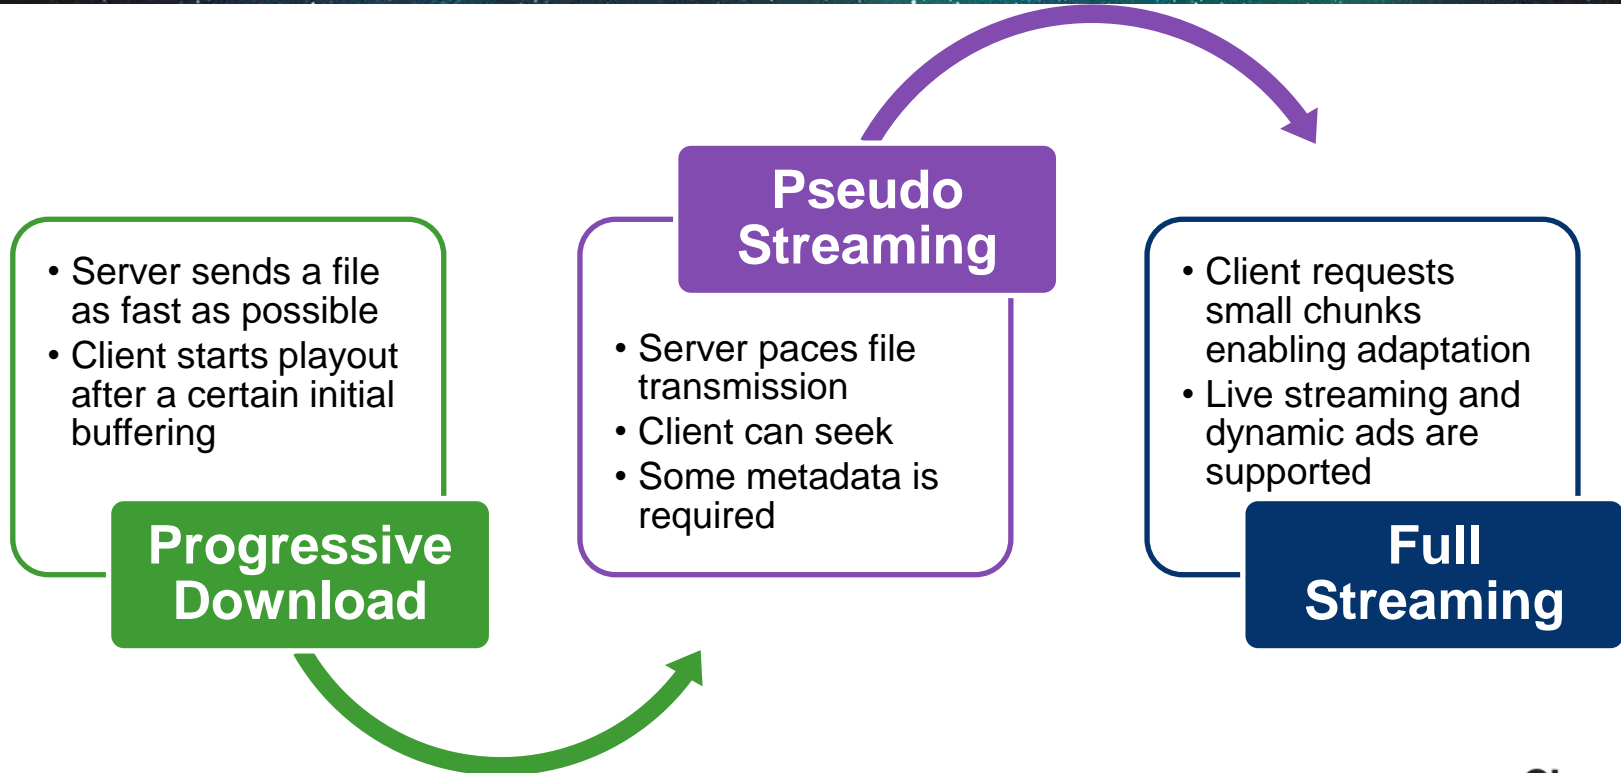 • Server sends a file
as fast as possible
• Client starts playout
after a certain initial
buffering
Progressive
Download
Pseudo
Streaming
• Server paces file
transmission
• Client can seek
• Some metadata is
required
• Client requests
small chunks
enabling adaptation
• Live streaming and
dynamic ads are
supported
Full
Streaming